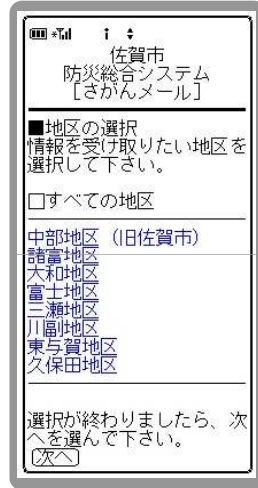 佐賀市
防災総合システム
［さがんメール］
■地区の選択
情報を受け取りたい地区を
選択して下さい。
□すべての地区
中部地区（旧佐賀市）
諸富地区
大和地区
富士地区
三瀬地区
川副地区
東与賀地区
久保田地区
選択が終わりましたら、次
へを選んで下さい。
次へ